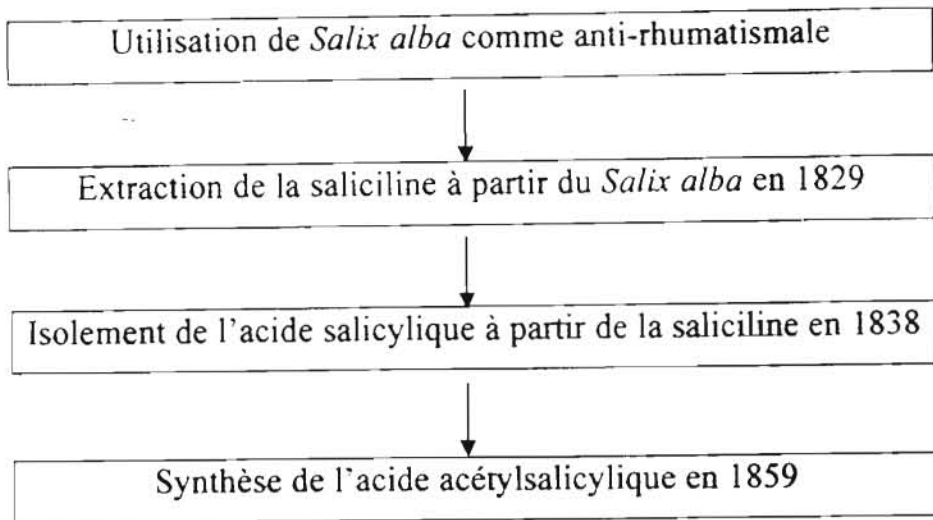 Utilisation de Salix alba comme anti-rhumatismale
Extraction de la saliciline à partir du Salix alba en 1829
Isolement de l'acide salicylique à partir de la saliciline en 1838
Synthèse de l'acide acétylsalicylique en 1859